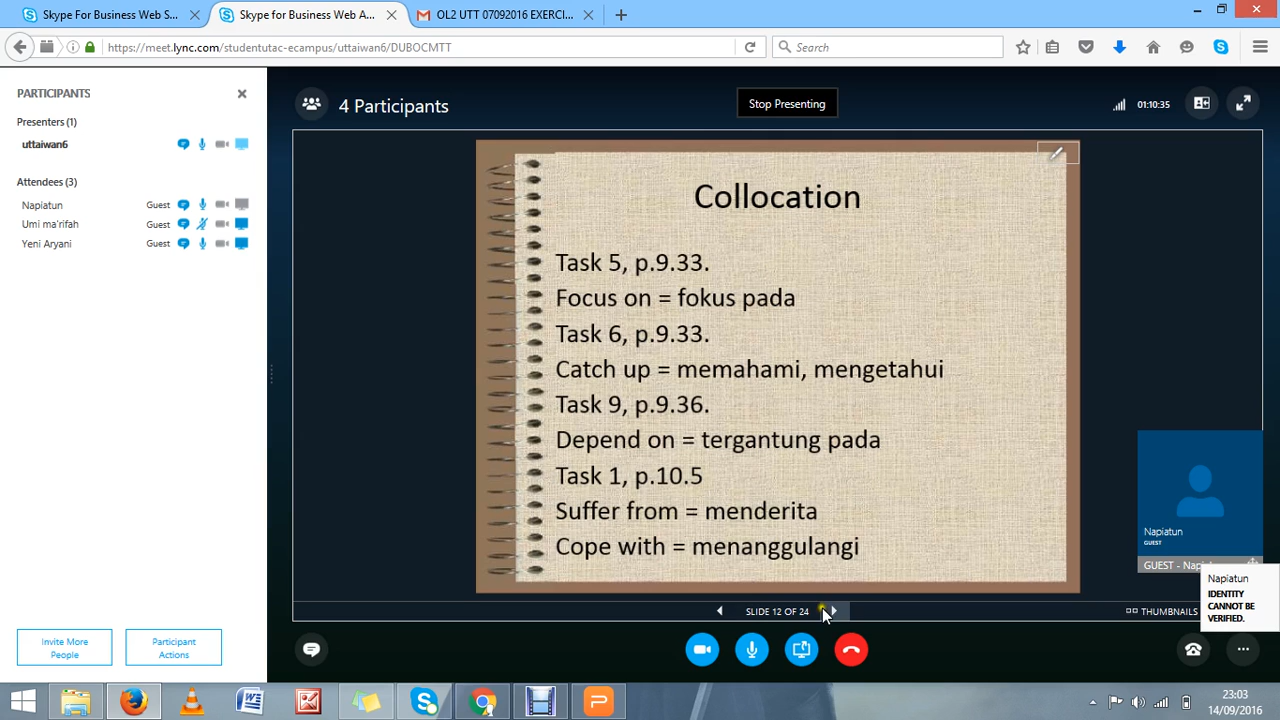 Skype For Business Web S...
Skype for Business Web A...
OL2 UTT 07092016 EXERCI...
https://meet.lync.com/studentutac-ecampus/uttaiwan6/DUBOCMTT
Search
PARTICIPANTS
Presenters (1)
uttaiwan6
Attendees (3)
Napiatun Guest
Umi ma'rifah Guest
Yeni Aryani Guest
Invite More People
Participant Actions
4 Participants
Stop Presenting
01:10:35
Collocation
Task 5, p.9.33.
Focus on = fokus pada
Task 6, p.9.33.
Catch up = memahami, mengetahui
Task 9, p.9.36.
Depend on = tergantung pada
Task 1, p.10.5
Suffer from = menderita
Cope with = menanggulangi
Napiatun
GUEST
GUEST - Napi
Napiatun
IDENTITY
CANNOT BE
VERIFIED.
SLIDE 12 OF 24
THUMBNAILS
23:03
14/09/2016